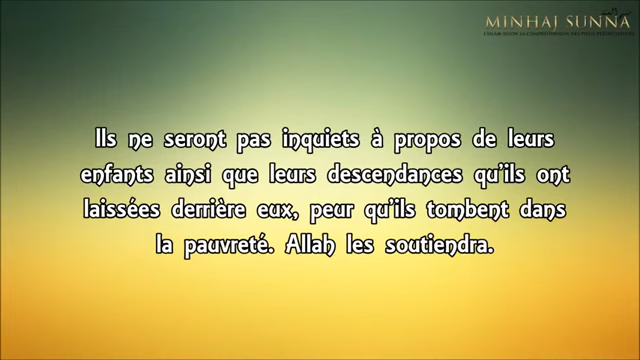 MINHAJ SUNNA
Ils ne seront pas inquiets à propos de leurs
enfants ainsi que leurs descendances qu'ils ont
laissées derrière eux, peur qu'ils tombent dans
la pauvreté. Allah les soutiendra.